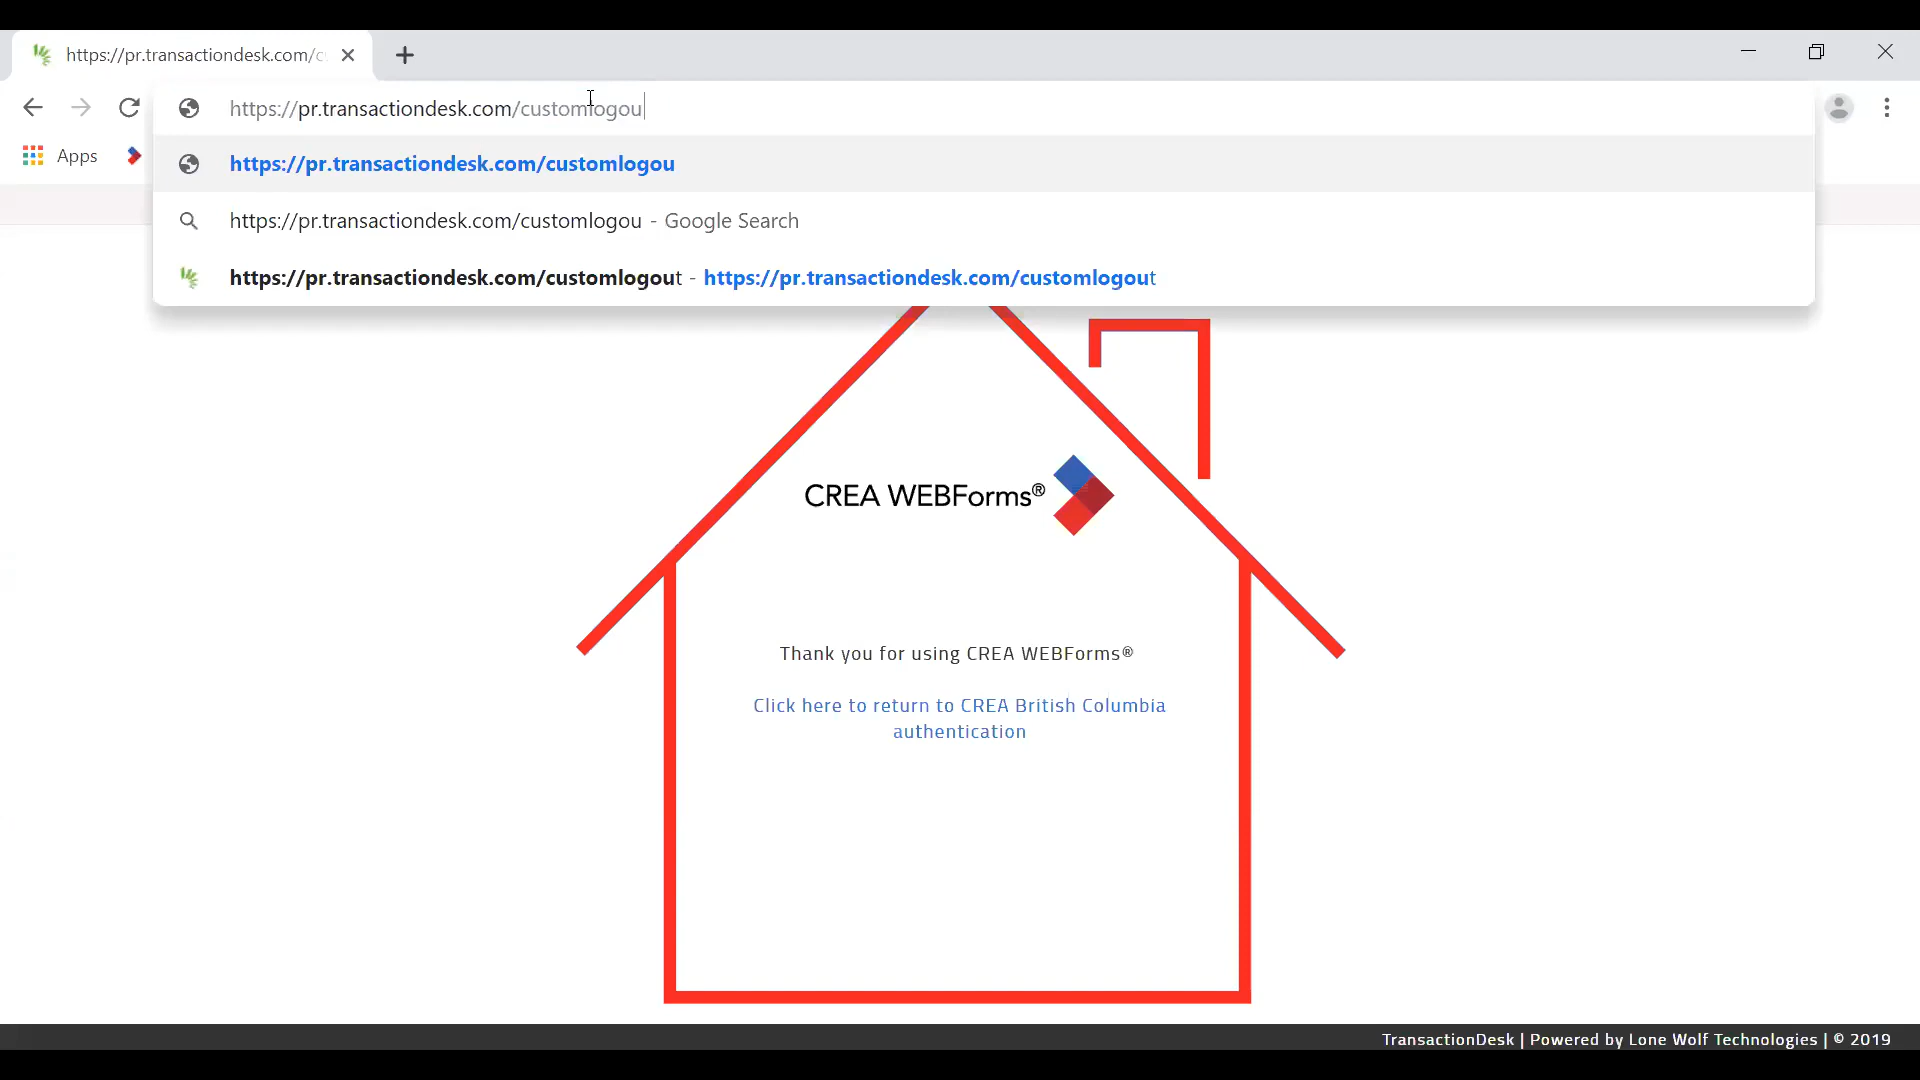 https://pr.transactiondesk.com/c
https://pr.transactiondesk.com/customlogou
Apps
https://pr.transactiondesk.com/customlogou
https://pr.transactiondesk.com/customlogou - Google Search
https://pr.transactiondesk.com/customlogout - https://pr.transactiondesk.com/customlogout
CREA WEBForms®
Thank you for using CREA WEBForms®
Click here to return to CREA British Columbia
authentication
TransactionDesk | Powered by Lone Wolf Technologies | © 2019